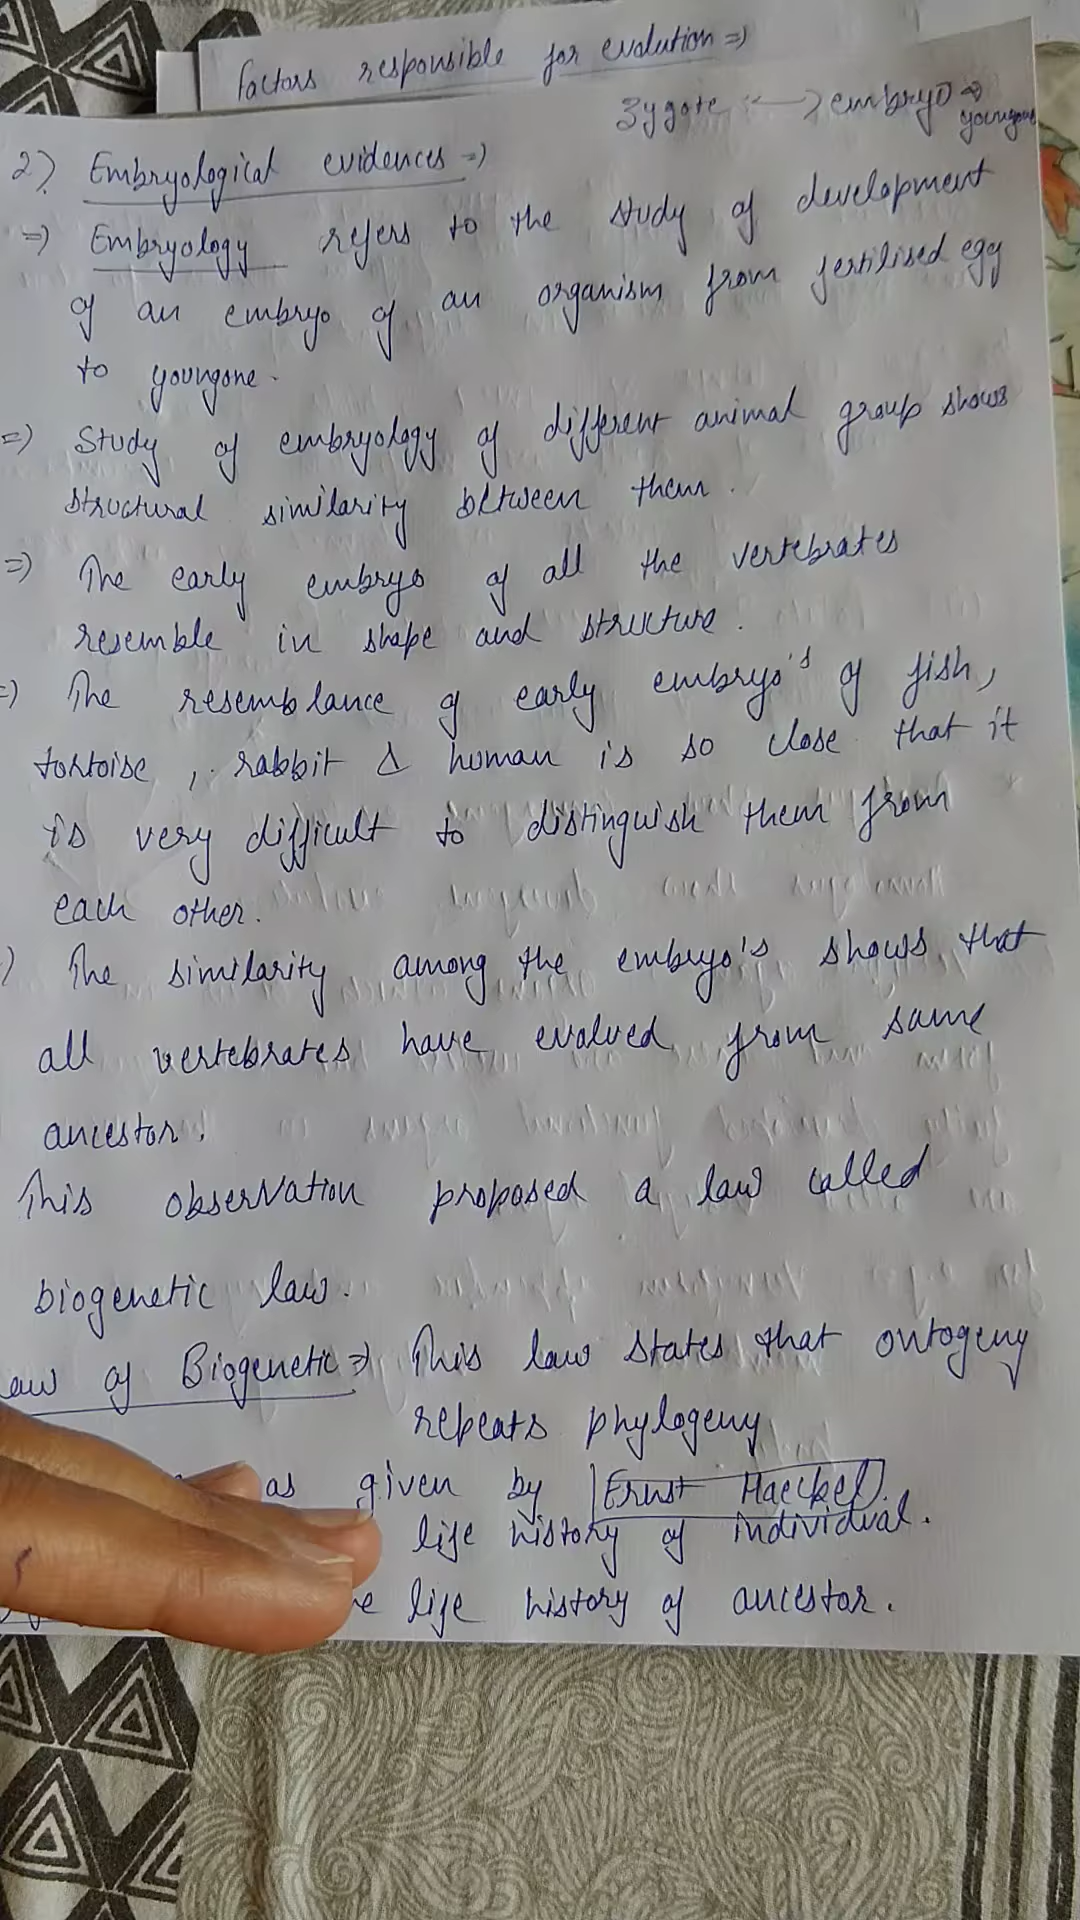 factors responsible for evolution =>
Zygote --> embryo =>
youngone
2) Embryological evidences =>
=> Embryology refers to the study of development
of an embryo of an organism from fertilised egg
to youngone.
=> Study of embryology of different animal group shows
structural similarity between them.
=> The early embryo of all the vertebrates
resemble in shape and structure.
=> The resemblance of early embryo's of fish,
tortoise, rabbit & human is so close that it
is very difficult to distinguish them from
each other.
=> The similarity among the embryo's shows that
all vertebrates have evolved from same
ancestor.
This observation proposed a law called
biogenetic law.
aw of Biogenetic => This law states that ontogeny
repeats phylogeny
as given by Ernst Haeckel.
life history of individual.
e life history of ancestor.